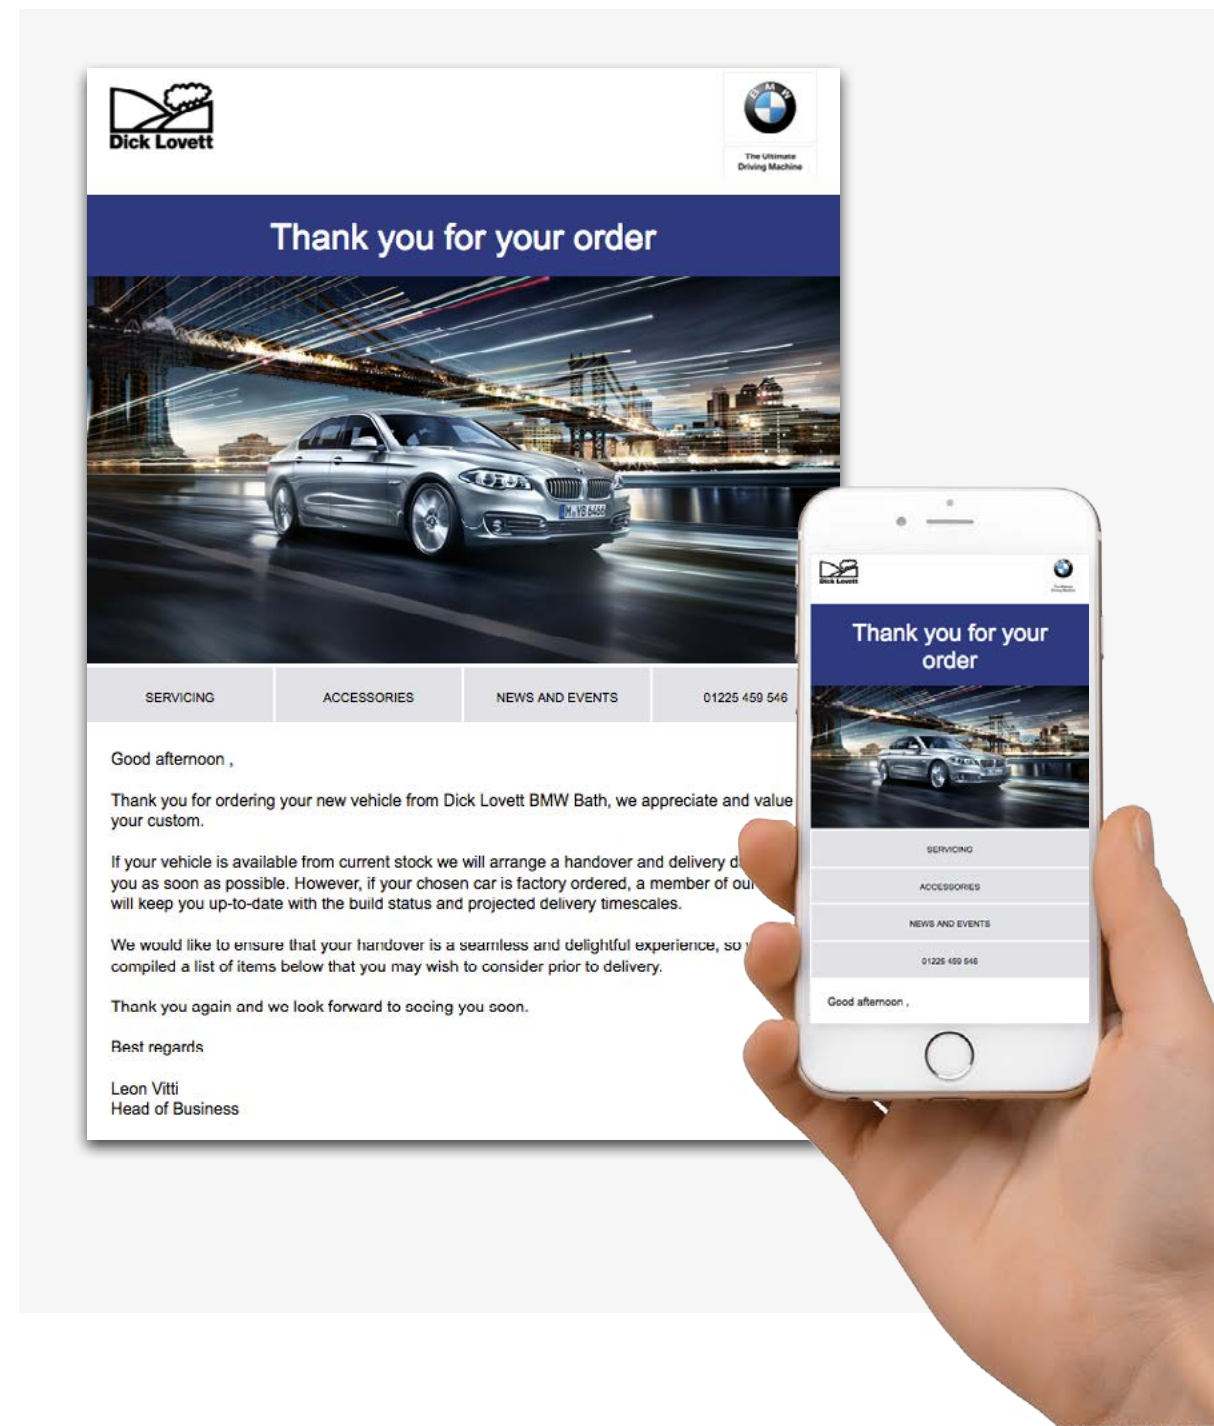 Dick Lovett
BMW
The Ultimate
Driving Machine
Thank you for your order
M YB 6466
SERVICING
ACCESSORIES
NEWS AND EVENTS
01225 459 546
Good afternoon ,
Thank you for ordering your new vehicle from Dick Lovett BMW Bath, we appreciate and value
your custom.
If your vehicle is available from current stock we will arrange a handover and delivery
you as soon as possible. However, if your chosen car is factory ordered, a member of
will keep you up-to-date with the build status and projected delivery timescales.
We would like to ensure that your handover is a seamless and delightful experience, so
compiled a list of items below that you may wish to consider prior to delivery.
Thank you again and we look forward to seeing you soon.
Best regards
Leon Vitti
Head of Business
Dick Lovett
Thank you for your
order
SERVICING
ACCESSORIES
NEWS AND EVENTS
01225 459 546
Good afternoon ,